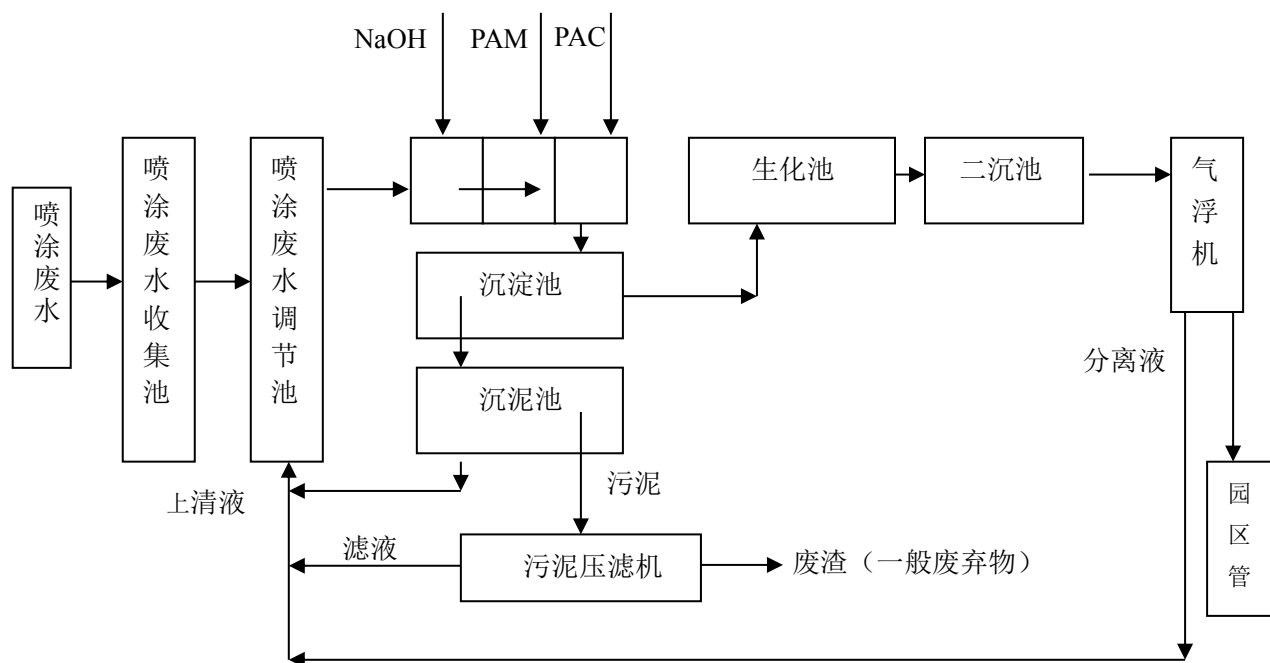 NaOH
PAM
PAC
喷涂废水
喷涂废水收集池
喷涂废水调节池
生化池
二沉池
气浮机
沉淀池
沉泥池
分离液
上清液
污泥
园区管
滤液
污泥压滤机
废渣（一般废弃物）